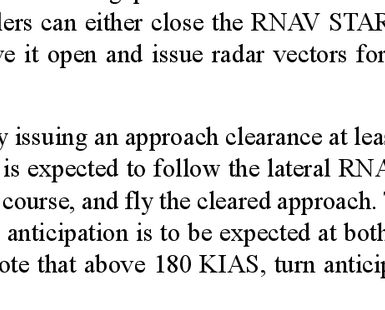 lers can either close the RNAV STAR
ve it open and issue radar vectors for
y issuing an approach clearance at leas
is expected to follow the lateral RNA
course, and fly the cleared approach.
anticipation is to be expected at both
ote that above 180 KIAS, turn anticip